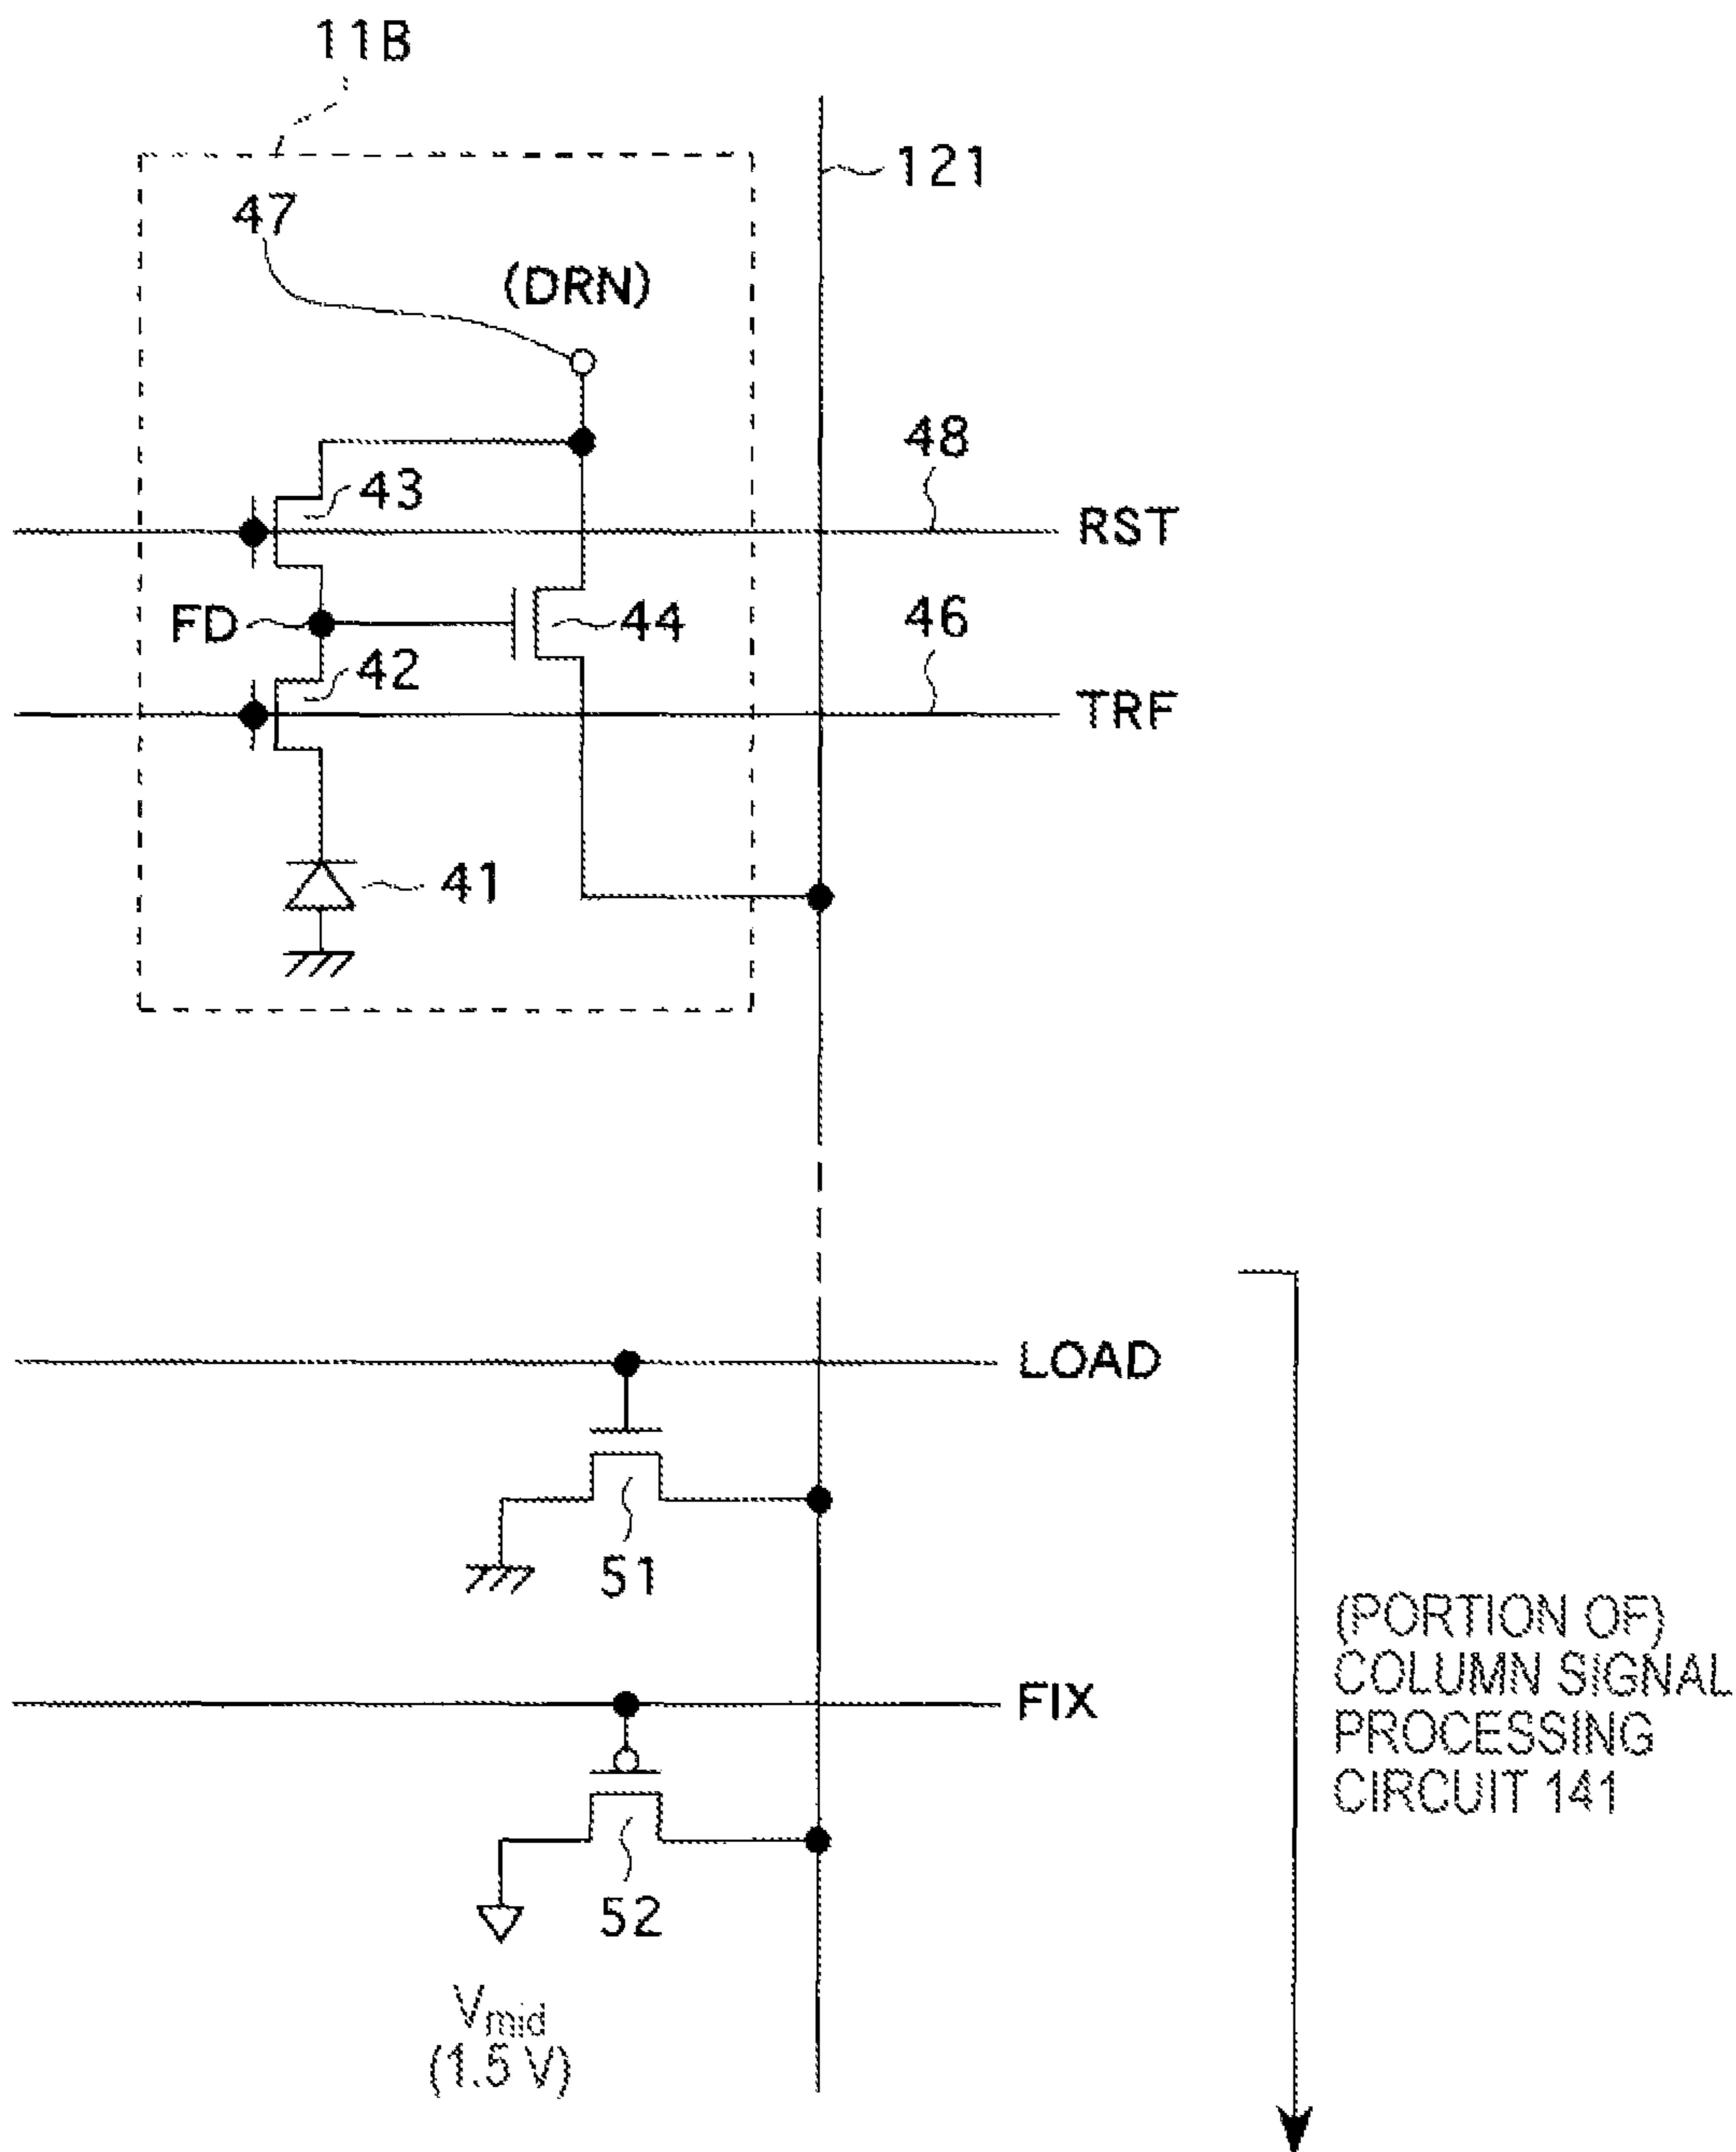 11B
121
47
(DRN)
48
43
RST
FD
44
46
42
TRF
41
LOAD
51
(PORTION OF)
COLUMN SIGNAL
PROCESSING
CIRCUIT 141
FIX
52
Vmid
(1.5 V)